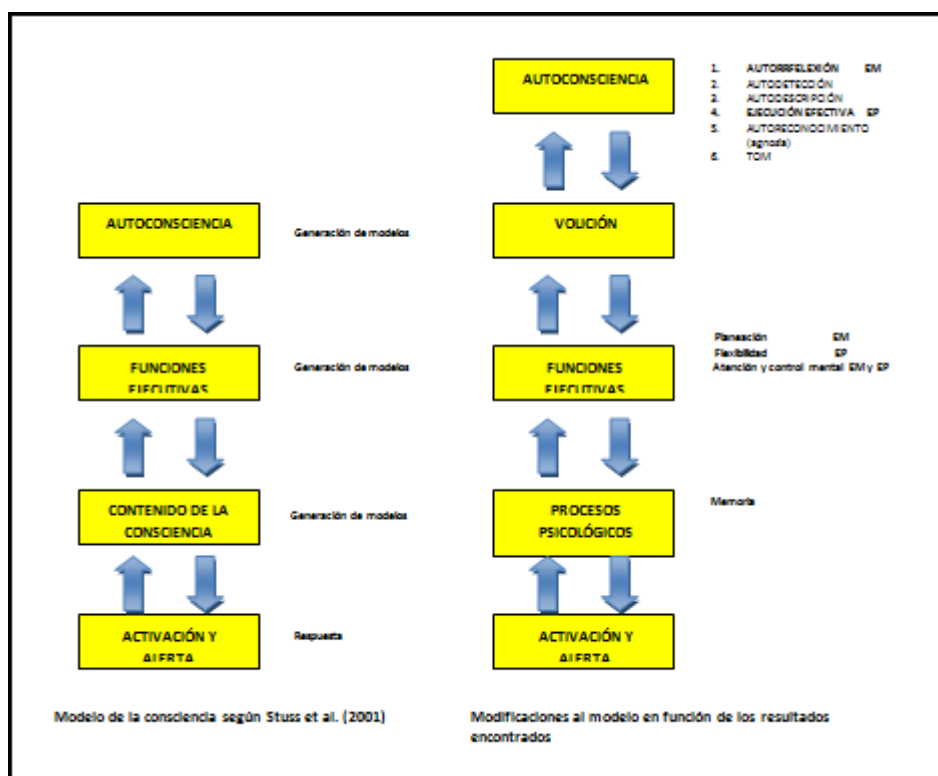 AUTOCONSCIENCIA
Generación de modelos
FUNCIONES
EJECUTIVAS
Generación de modelos
CONTENIDO DE LA
CONSCIENCIA
Generación de modelos
ACTIVACIÓN Y
ALERTA
Respuesta
Modelo de la consciencia según Stuss et al. (2001)
AUTOCONSCIENCIA
1. AUTORRFELEXIÓN EM
2. AUTODETECCIÓN
3. AUTODESCRIPCIÓN
4. EJECUCIÓN EFECTIVA EP
5. AUTORECONOCIMIENTO
(agnosia)
6. TOM
VOLICIÓN
FUNCIONES
EJECUTIVAS
Planeación EM
Flexibilidad EP
Atención y control mental EM y EP
PROCESOS
PSICOLÓGICOS
Memoria
ACTIVACIÓN Y
ALERTA
Modificaciones al modelo en función de los resultados
encontrados